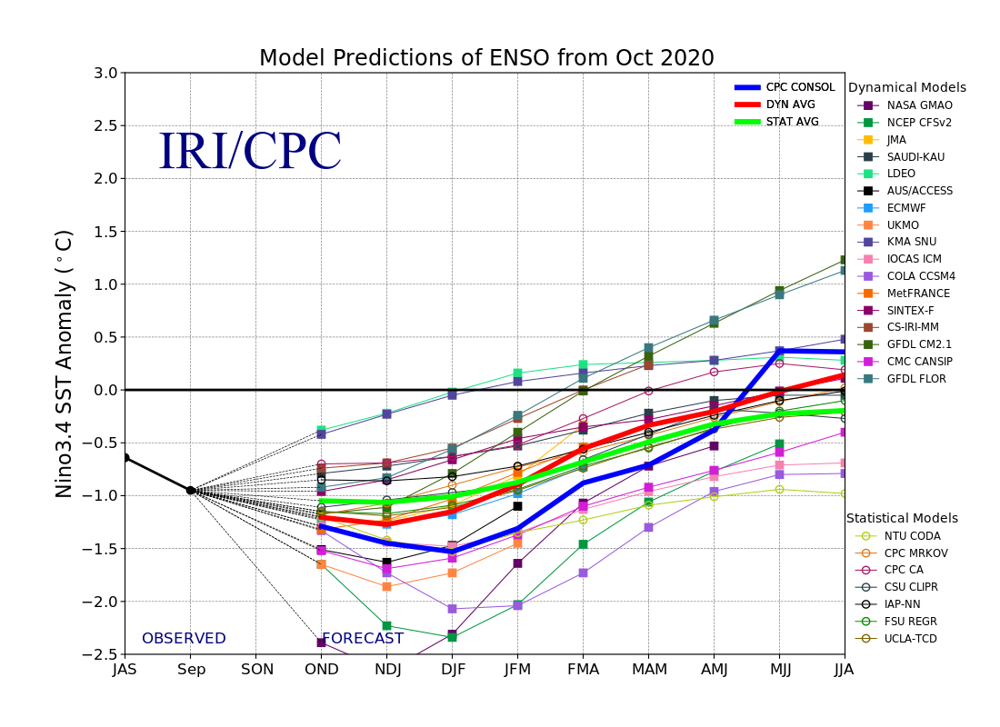 Model Predictions of ENSO from Oct 2020
3.0
2.5
2.0
1.5
1.0
0.5
0.0
−0.5
−1.0
−1.5
−2.0
−2.5
Nino3.4 SST Anomaly (°C)
IRI/CPC
CPC CONSOL
DYN AVG
STAT AVG
OBSERVED
FORECAST
JAS Sep SON OND NDJ DJF JFM FMA MAM AMJ MJJ JJA
Dynamical Models
NASA GMAO
NCEP CFSv2
JMA
SAUDI-KAU
LDEO
AUS/ACCESS
ECMWF
UKMO
KMA SNU
IOCAS ICM
COLA CCSM4
MetFRANCE
SINTEX-F
CS-IRI-MM
GFDL CM2.1
CMC CANSIP
GFDL FLOR
Statistical Models
NTU CODA
CPC MRKOV
CPC CA
CSU CLIPR
IAP-NN
FSU REGR
UCLA-TCD